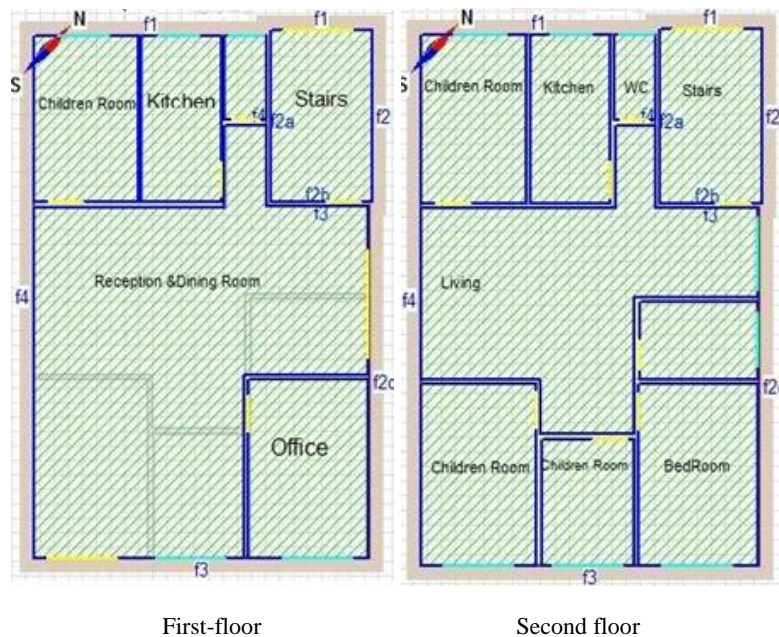 N
f1
f1
S
Children Room
Kitchen
Stairs
f4
f2a
f2
f2b
f3
Reception &Dining Room
f4
f2c
Office
f3
First-floor
N
f1
f1
S
Children Room
Kitchen
WC
Stairs
f4
f2a
f2
f2b
f3
Living
f4
Children Room
Children Room
BedRoom
f3
Second floor